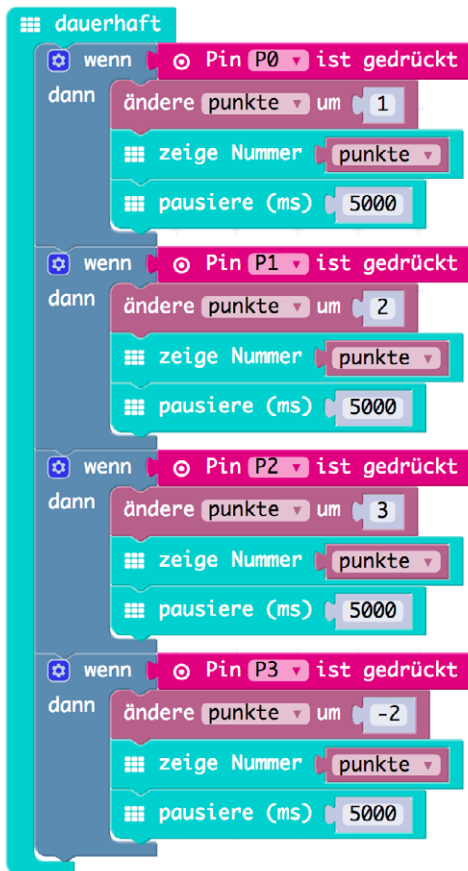 dauerhaft
wenn Pin P0 ist gedrückt
dann ändere punkte um 1
zeige Nummer punkte
pausiere (ms) 5000
wenn Pin P1 ist gedrückt
dann ändere punkte um 2
zeige Nummer punkte
pausiere (ms) 5000
wenn Pin P2 ist gedrückt
dann ändere punkte um 3
zeige Nummer punkte
pausiere (ms) 5000
wenn Pin P3 ist gedrückt
dann ändere punkte um -2
zeige Nummer punkte
pausiere (ms) 5000